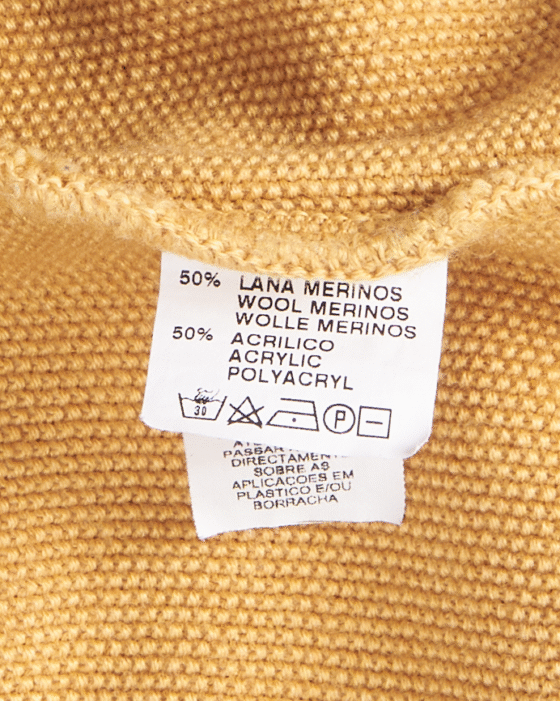 50% LANA MERINOS
WOOL MERINOS
WOLLE MERINOS
50% ACRILICO
ACRYLIC
POLYACRYL
30 P
PASSAR
DIRECTAMENTE
SOBRE AS
APLICACOES EM
PLASTICO E/OU
BORRACHA